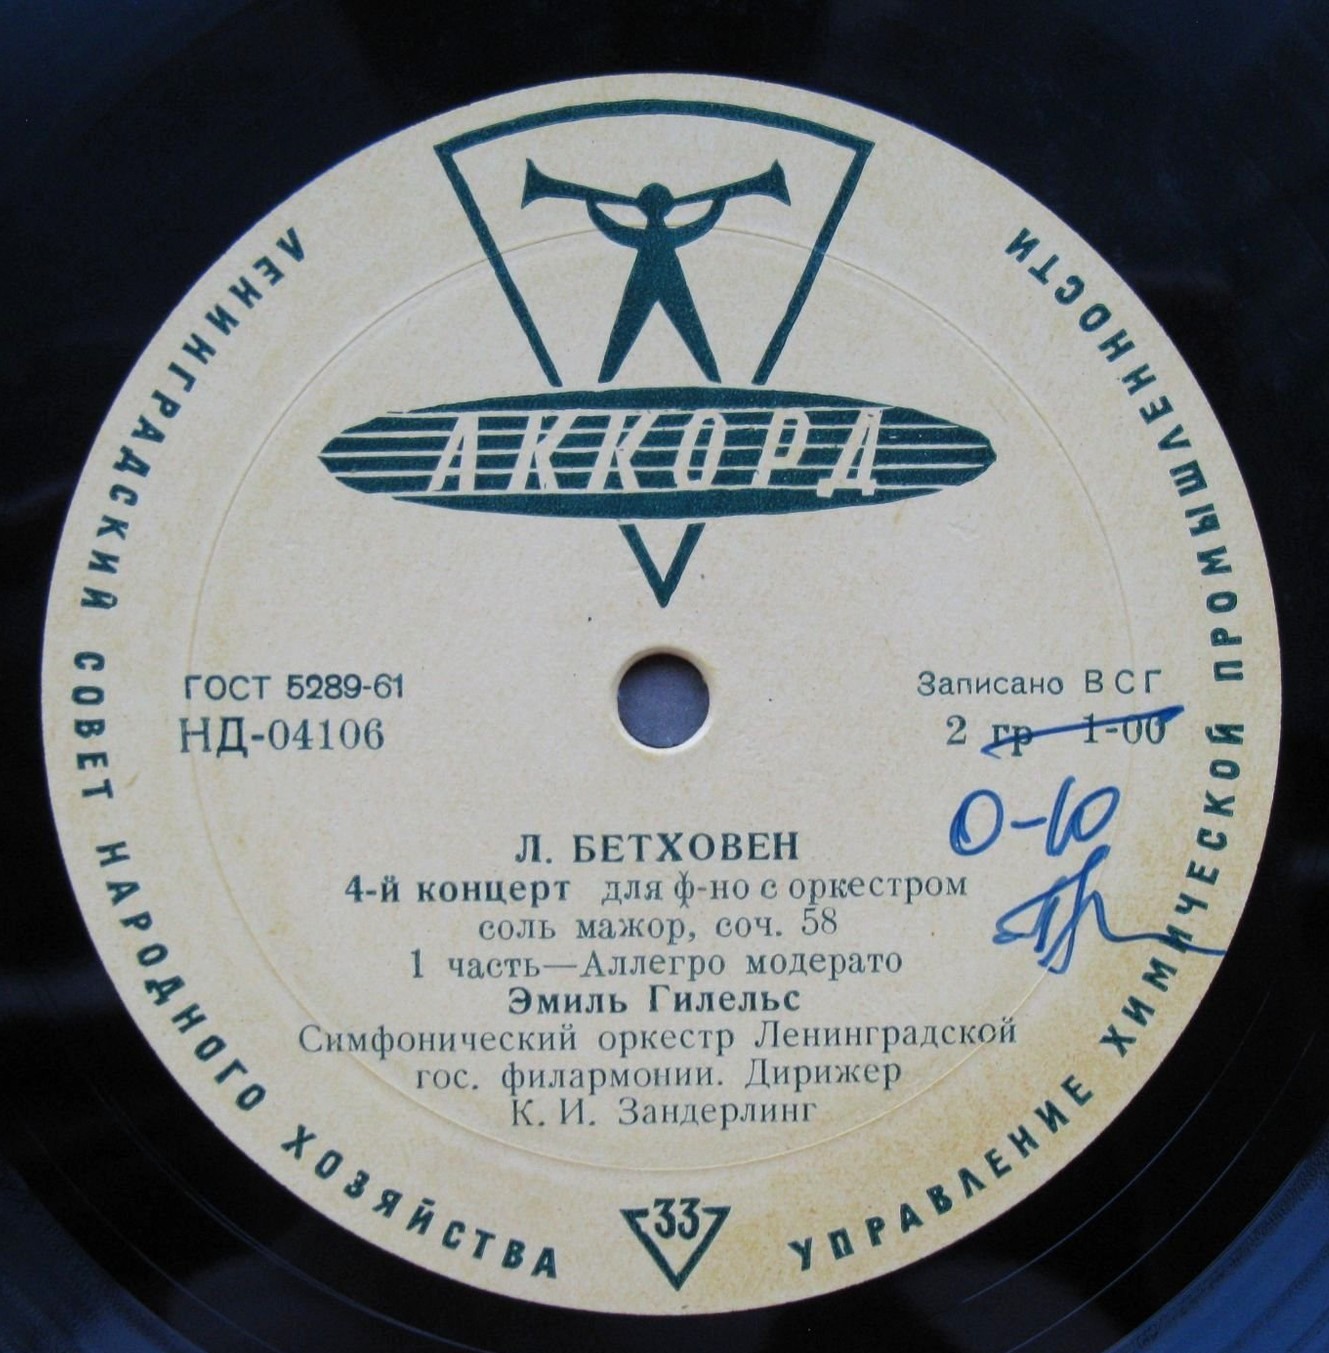 ЛЕНИНГРАДСКИЙ СОВЕТ НАРОДНОГО ХОЗЯЙСТВА
УПРАВЛЕНИЕ ХИМИЧЕСКОЙ ПРОМЫШЛЕННОСТИ
АККОРД
ГОСТ 5289-61
НД-04106
Записано ВСГ
2 гр 1-00
0-10
Л. БЕТХОВЕН
4-й концерт для ф-но с оркестром
соль мажор, соч. 58
1 часть—Аллегро модерато
Эмиль Гилельс
Симфонический оркестр Ленинградской
гос. филармонии. Дирижер
К. И. Зандерлинг
33